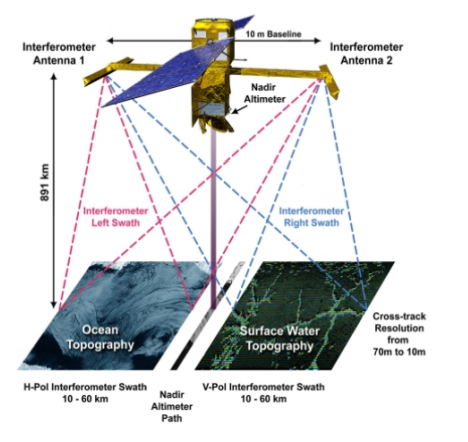 10 m Baseline
Interferometer
Antenna 1
Interferometer
Antenna 2
Nadir
Altimeter
891 km
Interferometer
Left Swath
Interferometer
Right Swath
Ocean
Topography
Surface Water
Topography
Cross-track
Resolution
from
70m to 10m
H-Pol Interferometer Swath
10 - 60 km
Nadir
Altimeter
Path
V-Pol Interferometer Swath
10 - 60 km